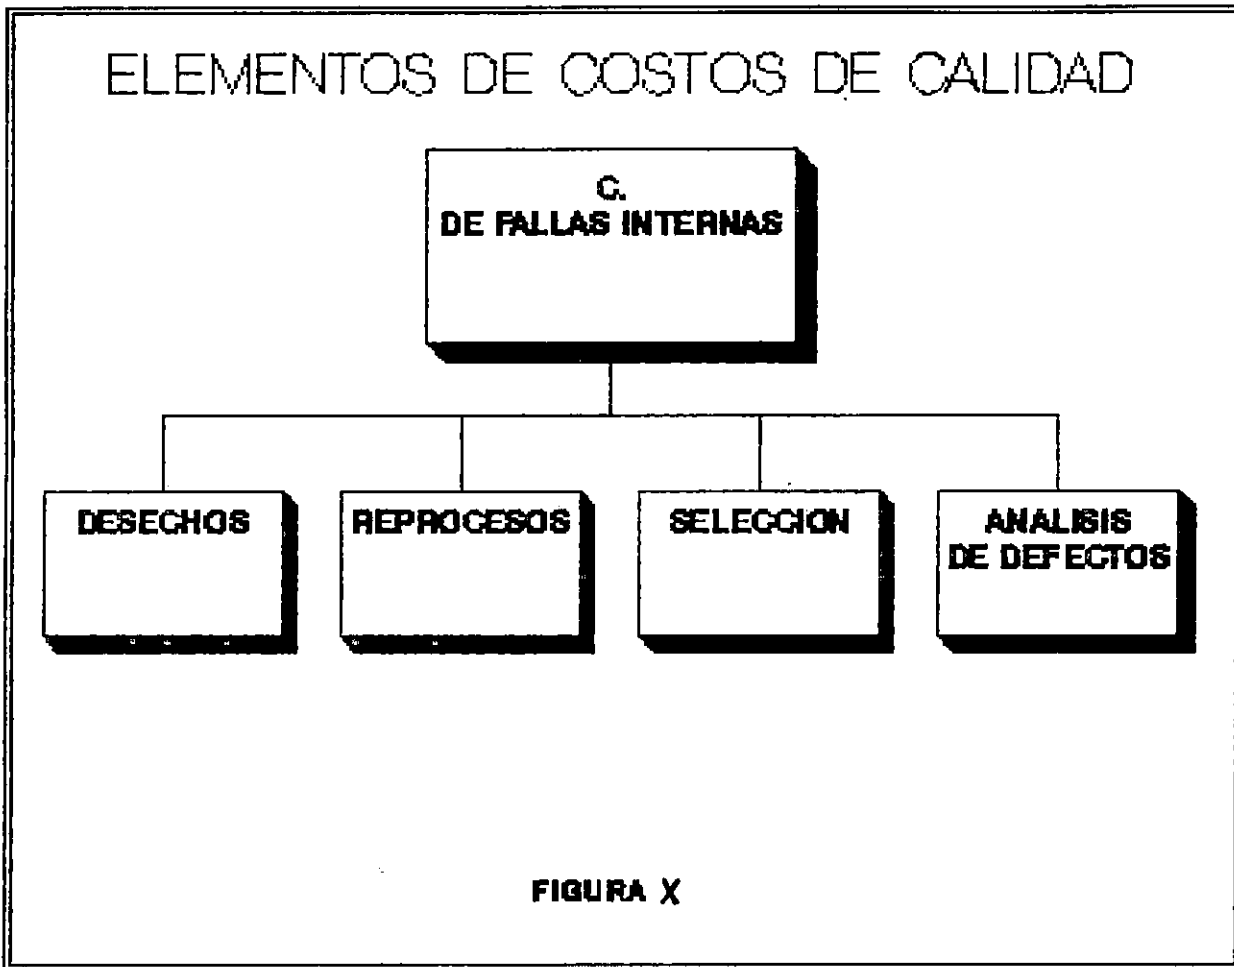 ELEMENTOS DE COSTOS DE CALIDAD
C.
DE FALLAS INTERNAS
DESECHOS
REPROCESOS
SELECCION
ANALISIS
DE DEFECTOS
FIGURA X